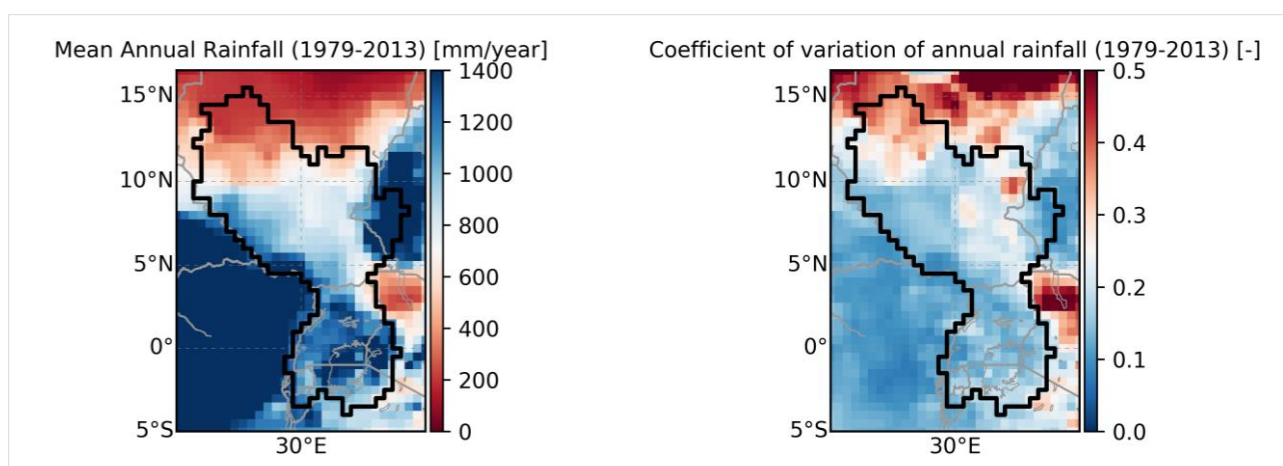 Mean Annual Rainfall (1979-2013) [mm/year]
15°N
10°N
5°N
0°
5°S
30°E
1400
1200
1000
800
600
400
200
0
Coefficient of variation of annual rainfall (1979-2013) [-]
15°N
10°N
5°N
0°
5°S
30°E
0.5
0.4
0.3
0.2
0.1
0.0